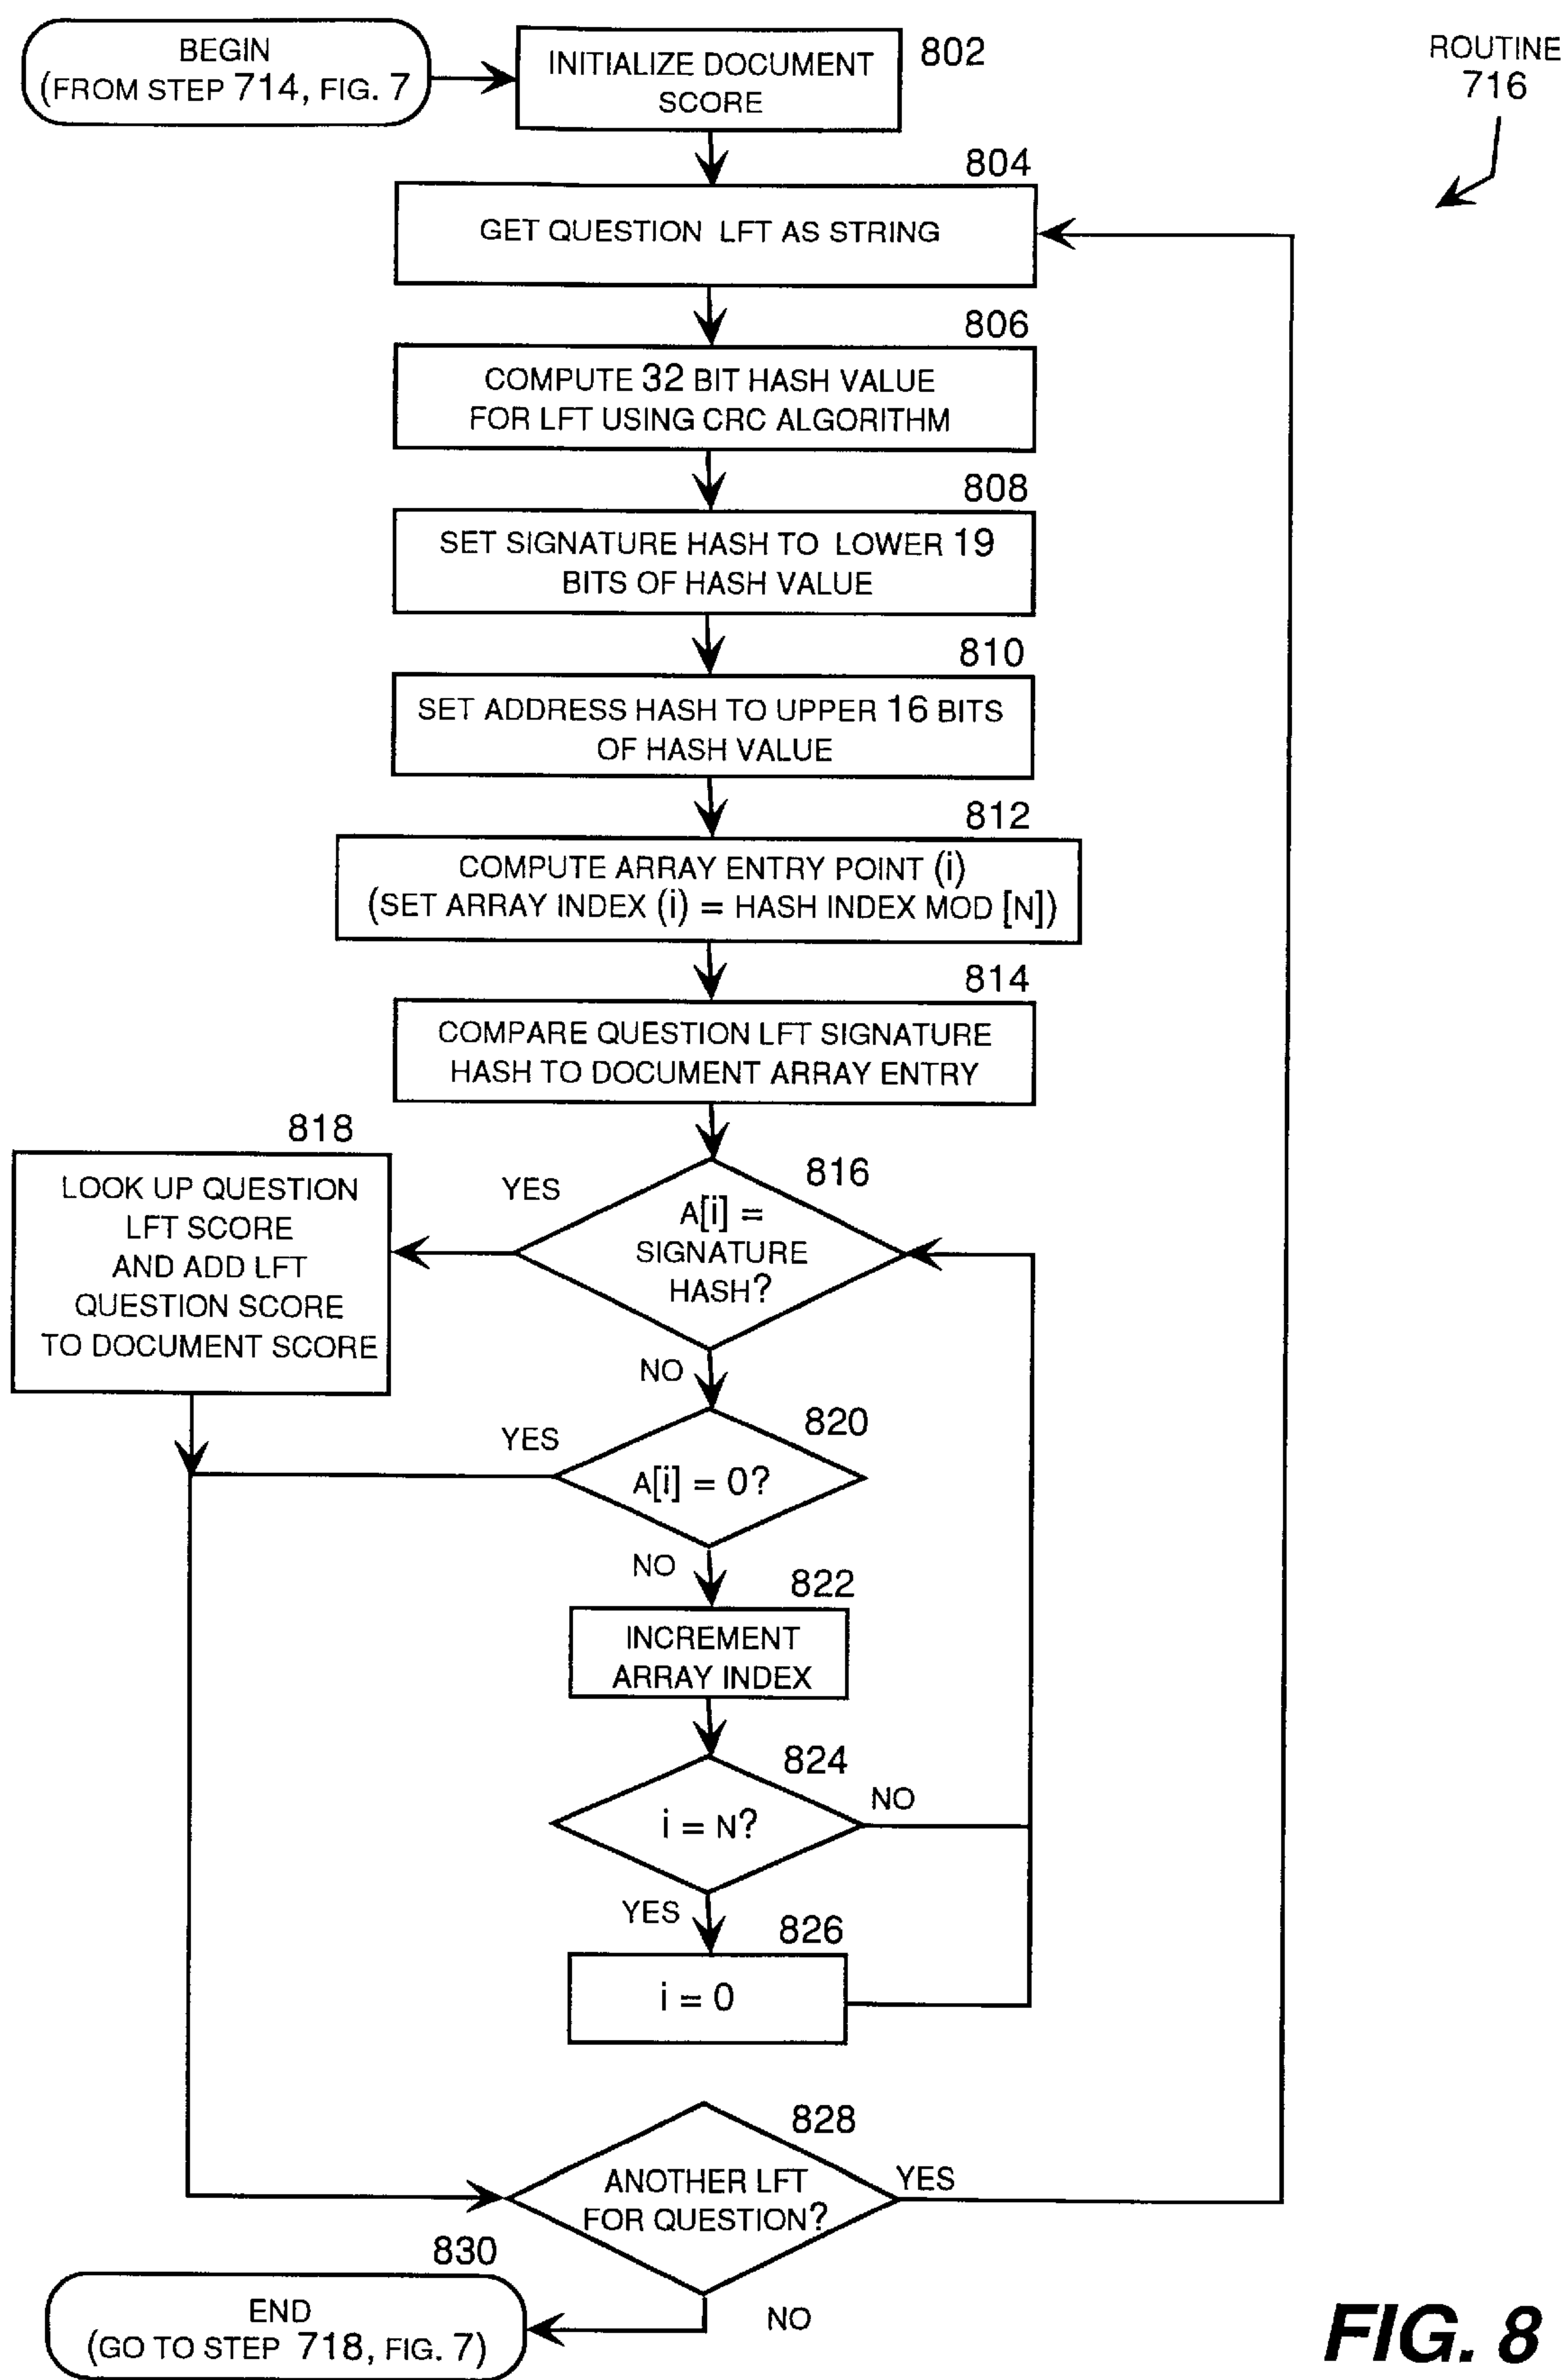 BEGIN
(FROM STEP 714, FIG. 7
INITIALIZE DOCUMENT
SCORE
802
ROUTINE
716
804
GET QUESTION LFT AS STRING
806
COMPUTE 32 BIT HASH VALUE
FOR LFT USING CRC ALGORITHM
808
SET SIGNATURE HASH TO LOWER 19
BITS OF HASH VALUE
810
SET ADDRESS HASH TO UPPER 16 BITS
OF HASH VALUE
812
COMPUTE ARRAY ENTRY POINT (i)
(SET ARRAY INDEX (i) = HASH INDEX MOD [N])
814
COMPARE QUESTION LFT SIGNATURE
HASH TO DOCUMENT ARRAY ENTRY
818
LOOK UP QUESTION
LFT SCORE
AND ADD LFT
QUESTION SCORE
TO DOCUMENT SCORE
YES
816
A[i] =
SIGNATURE
HASH?
NO
YES
820
A[i] = 0?
NO
822
INCREMENT
ARRAY INDEX
824
i = N?
NO
YES
826
i = 0
828
ANOTHER LFT
FOR QUESTION?
YES
830
END
(GO TO STEP 718, FIG. 7)
NO
FIG. 8